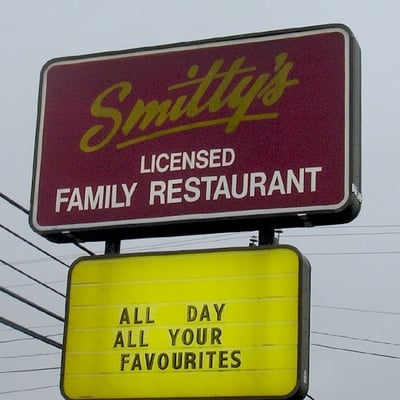 Smitty's
LICENSED
FAMILY RESTAURANT
ALL DAY
ALL YOUR
FAVOURITES